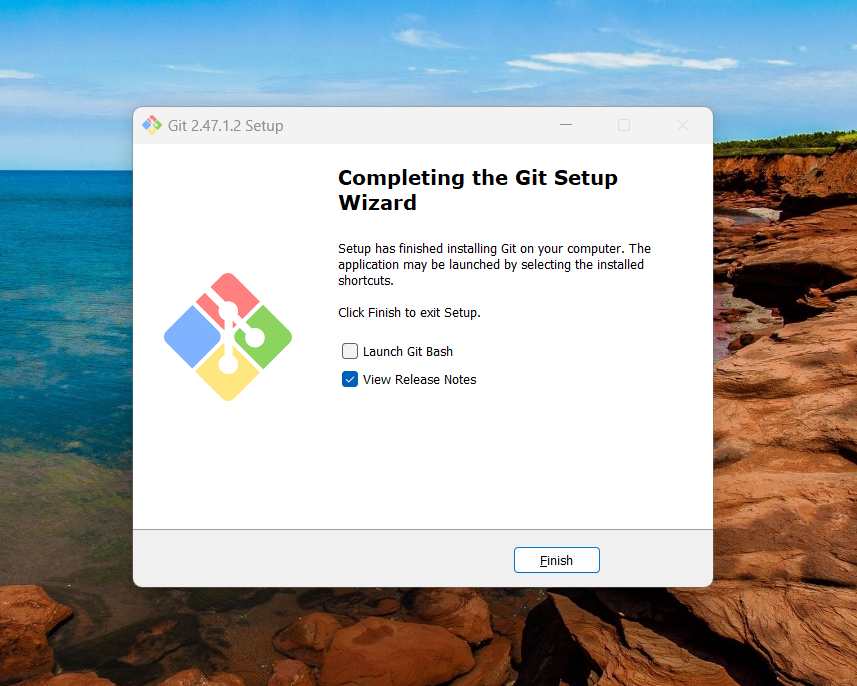 Git 2.47.1.2 Setup
Completing the Git Setup
Wizard
Setup has finished installing Git on your computer. The
application may be launched by selecting the installed
shortcuts.
Click Finish to exit Setup.
Launch Git Bash
View Release Notes
Finish